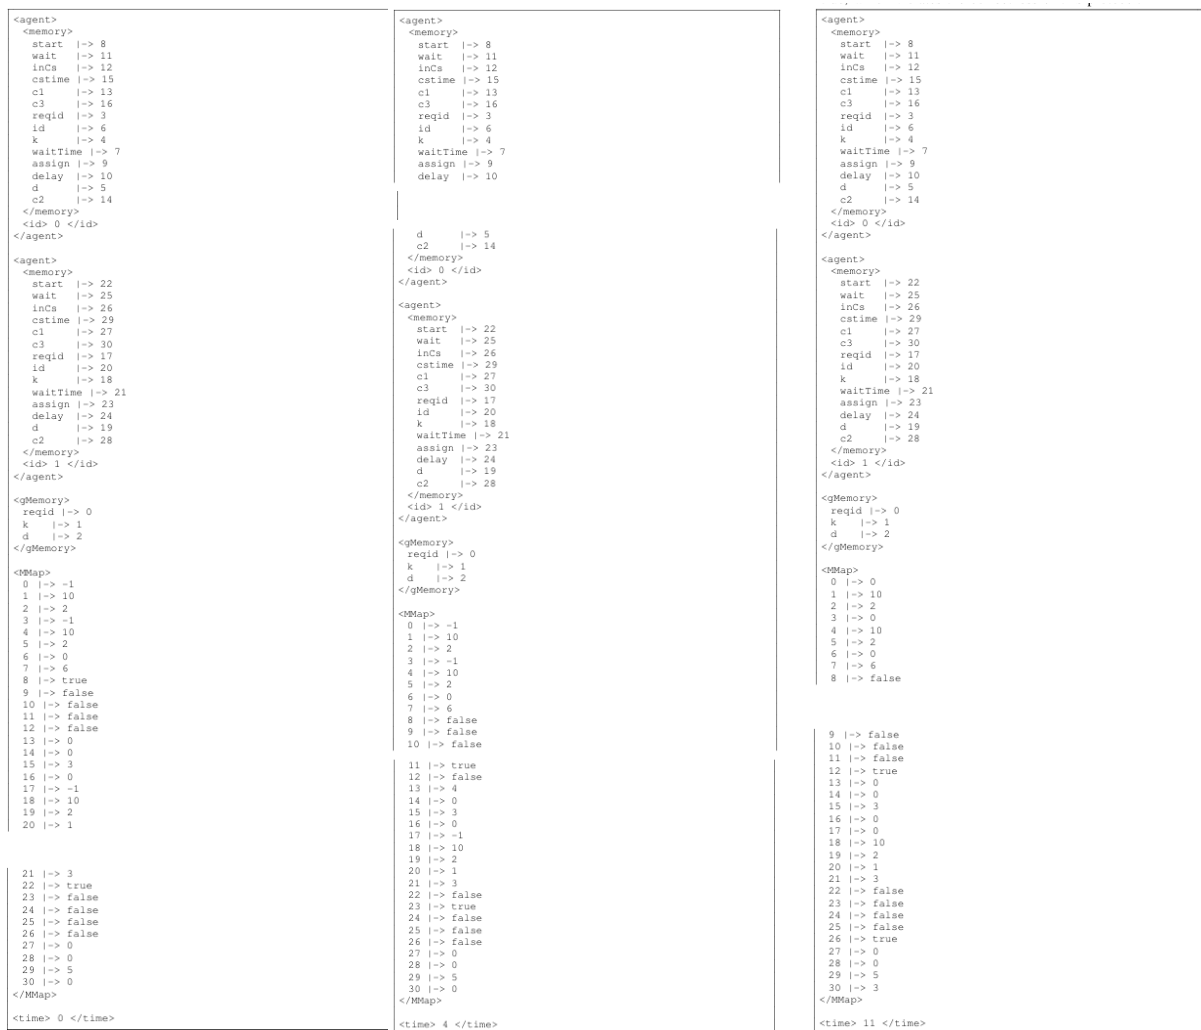 <agent>
<memory>
start |-> 8
wait |-> 11
inCs |-> 12
cstime |-> 15
c1 |-> 13
c3 |-> 16
reqid |-> 3
id |-> 6
k |-> 4
waitTime |-> 7
assign |-> 9
delay |-> 10
d |-> 5
c2 |-> 14
</memory>
<id> 0 </id>
</agent>
<agent>
<memory>
start |-> 22
wait |-> 25
inCs |-> 26
cstime |-> 29
c1 |-> 27
c3 |-> 30
reqid |-> 17
id |-> 20
k |-> 18
waitTime |-> 21
assign |-> 23
delay |-> 24
d |-> 19
c2 |-> 28
</memory>
<id> 1 </id>
</agent>
<gMemory>
reqid |-> 0
k |-> 1
d |-> 2
</gMemory>
<MMap>
0 |-> -1
1 |-> 10
2 |-> 2
3 |-> -1
4 |-> 10
5 |-> 2
6 |-> 0
7 |-> 6
8 |-> true
9 |-> false
10 |-> false
11 |-> false
12 |-> false
13 |-> 0
14 |-> 0
15 |-> 3
16 |-> 0
17 |-> -1
18 |-> 10
19 |-> 2
20 |-> 1
21 |-> 3
22 |-> true
23 |-> false
24 |-> false
25 |-> false
26 |-> false
27 |-> 0
28 |-> 0
29 |-> 5
30 |-> 0
</MMap>
<time> 0 </time>
<agent>
<memory>
start |-> 8
wait |-> 11
inCs |-> 12
cstime |-> 15
c1 |-> 13
c3 |-> 16
reqid |-> 3
id |-> 6
k |-> 4
waitTime |-> 7
assign |-> 9
delay |-> 10
d |-> 5
c2 |-> 14
</memory>
<id> 0 </id>
</agent>
<agent>
<memory>
start |-> 22
wait |-> 25
inCs |-> 26
cstime |-> 29
c1 |-> 27
c3 |-> 30
reqid |-> 17
id |-> 20
k |-> 18
waitTime |-> 21
assign |-> 23
delay |-> 24
d |-> 19
c2 |-> 28
</memory>
<id> 1 </id>
</agent>
<gMemory>
reqid |-> 0
k |-> 1
d |-> 2
</gMemory>
<MMap>
0 |-> -1
1 |-> 10
2 |-> 2
3 |-> -1
4 |-> 10
5 |-> 2
6 |-> 0
7 |-> 6
8 |-> false
9 |-> false
10 |-> false
11 |-> true
12 |-> false
13 |-> 4
14 |-> 0
15 |-> 3
16 |-> 0
17 |-> -1
18 |-> 10
19 |-> 2
20 |-> 1
21 |-> 3
22 |-> false
23 |-> true
24 |-> false
25 |-> false
26 |-> false
27 |-> 0
28 |-> 0
29 |-> 5
30 |-> 0
</MMap>
<time> 4 </time>
<agent>
<memory>
start |-> 8
wait |-> 11
inCs |-> 12
cstime |-> 15
c1 |-> 13
c3 |-> 16
reqid |-> 3
id |-> 6
k |-> 4
waitTime |-> 7
assign |-> 9
delay |-> 10
d |-> 5
c2 |-> 14
</memory>
<id> 0 </id>
</agent>
<agent>
<memory>
start |-> 22
wait |-> 25
inCs |-> 26
cstime |-> 29
c1 |-> 27
c3 |-> 30
reqid |-> 17
id |-> 20
k |-> 18
waitTime |-> 21
assign |-> 23
delay |-> 24
d |-> 19
c2 |-> 28
</memory>
<id> 1 </id>
</agent>
<gMemory>
reqid |-> 0
k |-> 1
d |-> 2
</gMemory>
<MMap>
0 |-> 0
1 |-> 10
2 |-> 2
3 |-> 0
4 |-> 10
5 |-> 2
6 |-> 0
7 |-> 6
8 |-> false
9 |-> false
10 |-> false
11 |-> false
12 |-> true
13 |-> 0
14 |-> 0
15 |-> 3
16 |-> 0
17 |-> 0
18 |-> 10
19 |-> 2
20 |-> 1
21 |-> 3
22 |-> false
23 |-> false
24 |-> false
25 |-> false
26 |-> true
27 |-> 0
28 |-> 0
29 |-> 5
30 |-> 3
</MMap>
<time> 11 </time>